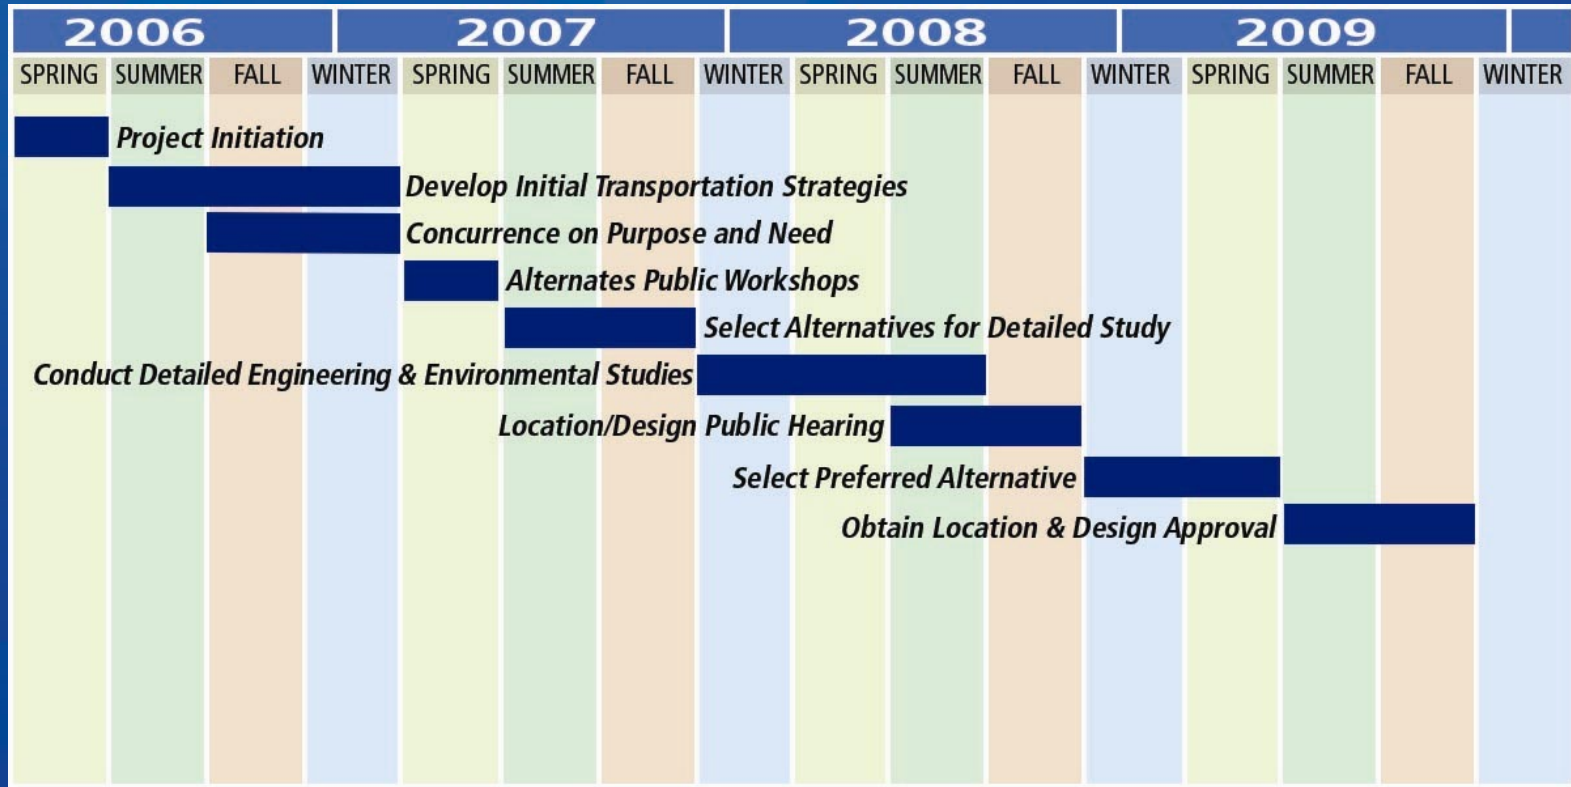 2006 2007 2008 2009
SPRING SUMMER FALL WINTER SPRING SUMMER FALL WINTER SPRING SUMMER FALL WINTER SPRING SUMMER FALL WINTER
Project Initiation
Develop Initial Transportation Strategies
Concurrence on Purpose and Need
Alternates Public Workshops
Select Alternatives for Detailed Study
Conduct Detailed Engineering & Environmental Studies
Location/Design Public Hearing
Select Preferred Alternative
Obtain Location & Design Approval